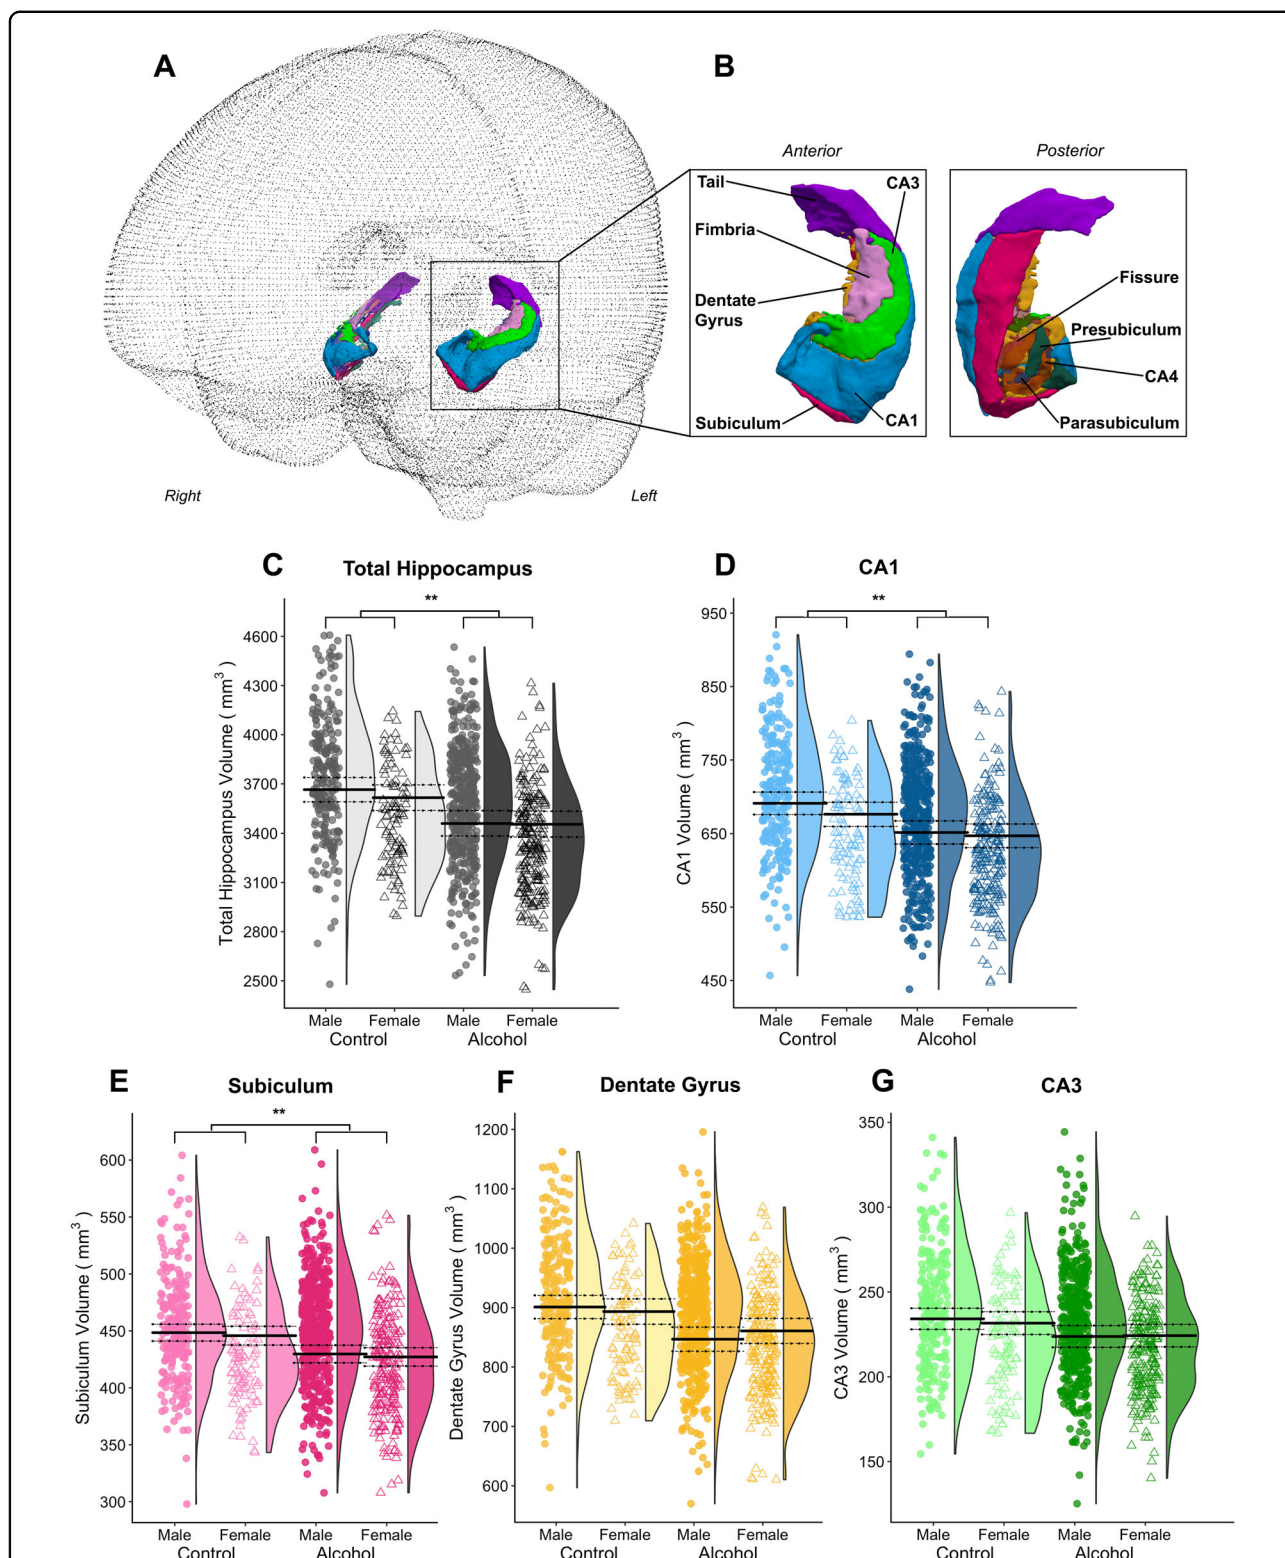 A
B
Anterior
Posterior
Tail
CA3
Fimbria
Dentate
Gyrus
Subiculum
CA1
Fissure
Presubiculum
CA4
Parasubiculum
Right
Left
C
Total Hippocampus
**
Total Hippocampus Volume ( mm³ )
4600
4300
4000
3700
3400
3100
2800
2500
Male
Female
Male
Female
Control
Alcohol
D
CA1
**
CA1 Volume ( mm³ )
950
850
750
650
550
450
Male
Female
Male
Female
Control
Alcohol
E
Subiculum
**
Subiculum Volume ( mm³ )
600
550
500
450
400
350
300
Male
Female
Male
Female
Control
Alcohol
F
Dentate Gyrus
Dentate Gyrus Volume ( mm³ )
1200
1100
1000
900
800
700
600
Male
Female
Male
Female
Control
Alcohol
G
CA3
CA3 Volume ( mm³ )
350
300
250
200
150
Male
Female
Male
Female
Control
Alcohol